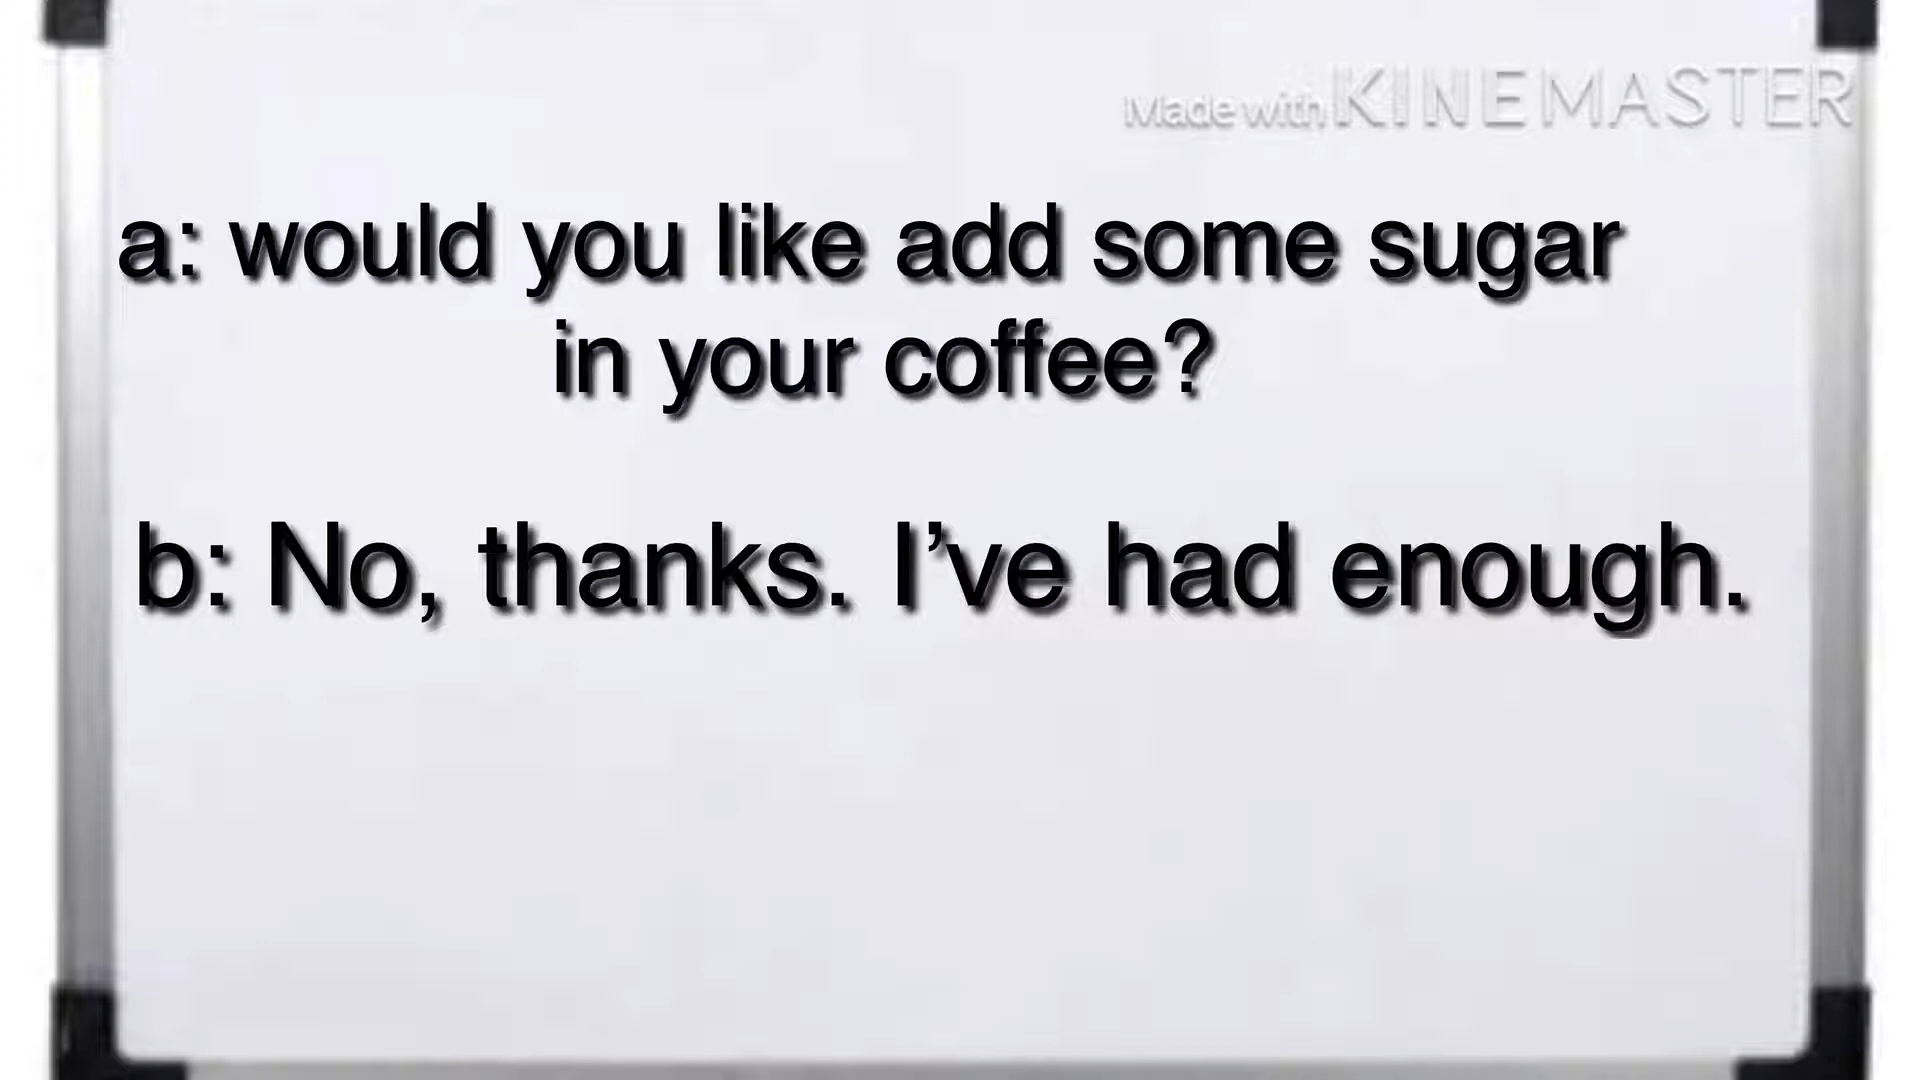 Made with KINEMASTER
a: would you like add some sugar
in your coffee?
b: No, thanks. I’ve had enough.